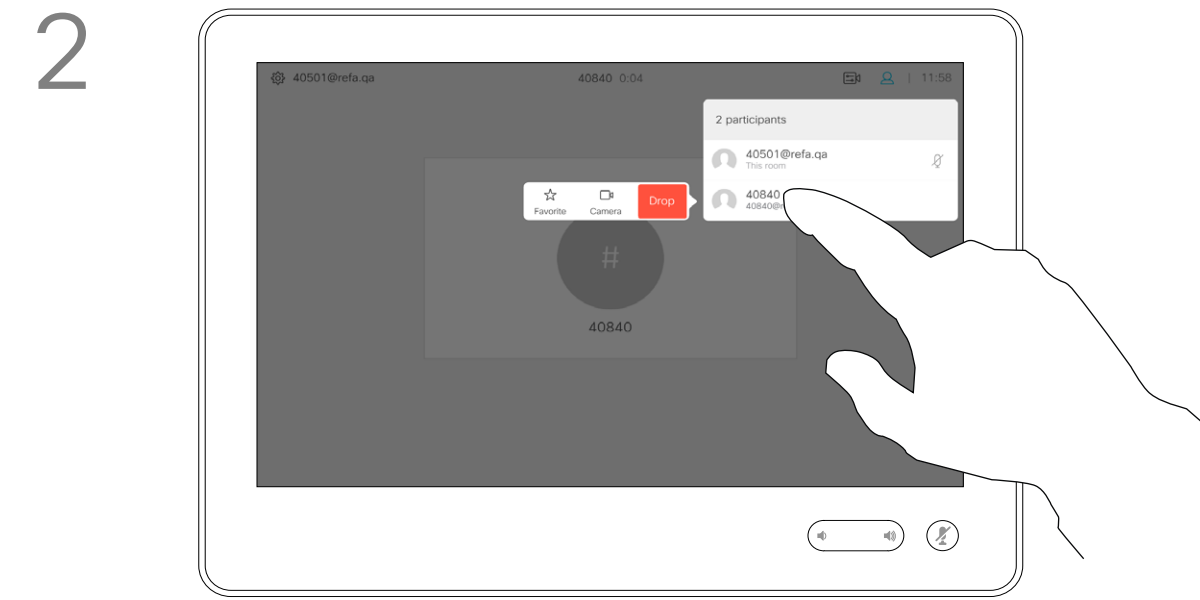 2
40501@refa.qa
40840 0:04
| 11:58
2 participants
40501@refa.qa
This room
40840
Favorite
Camera
Drop
#
40840